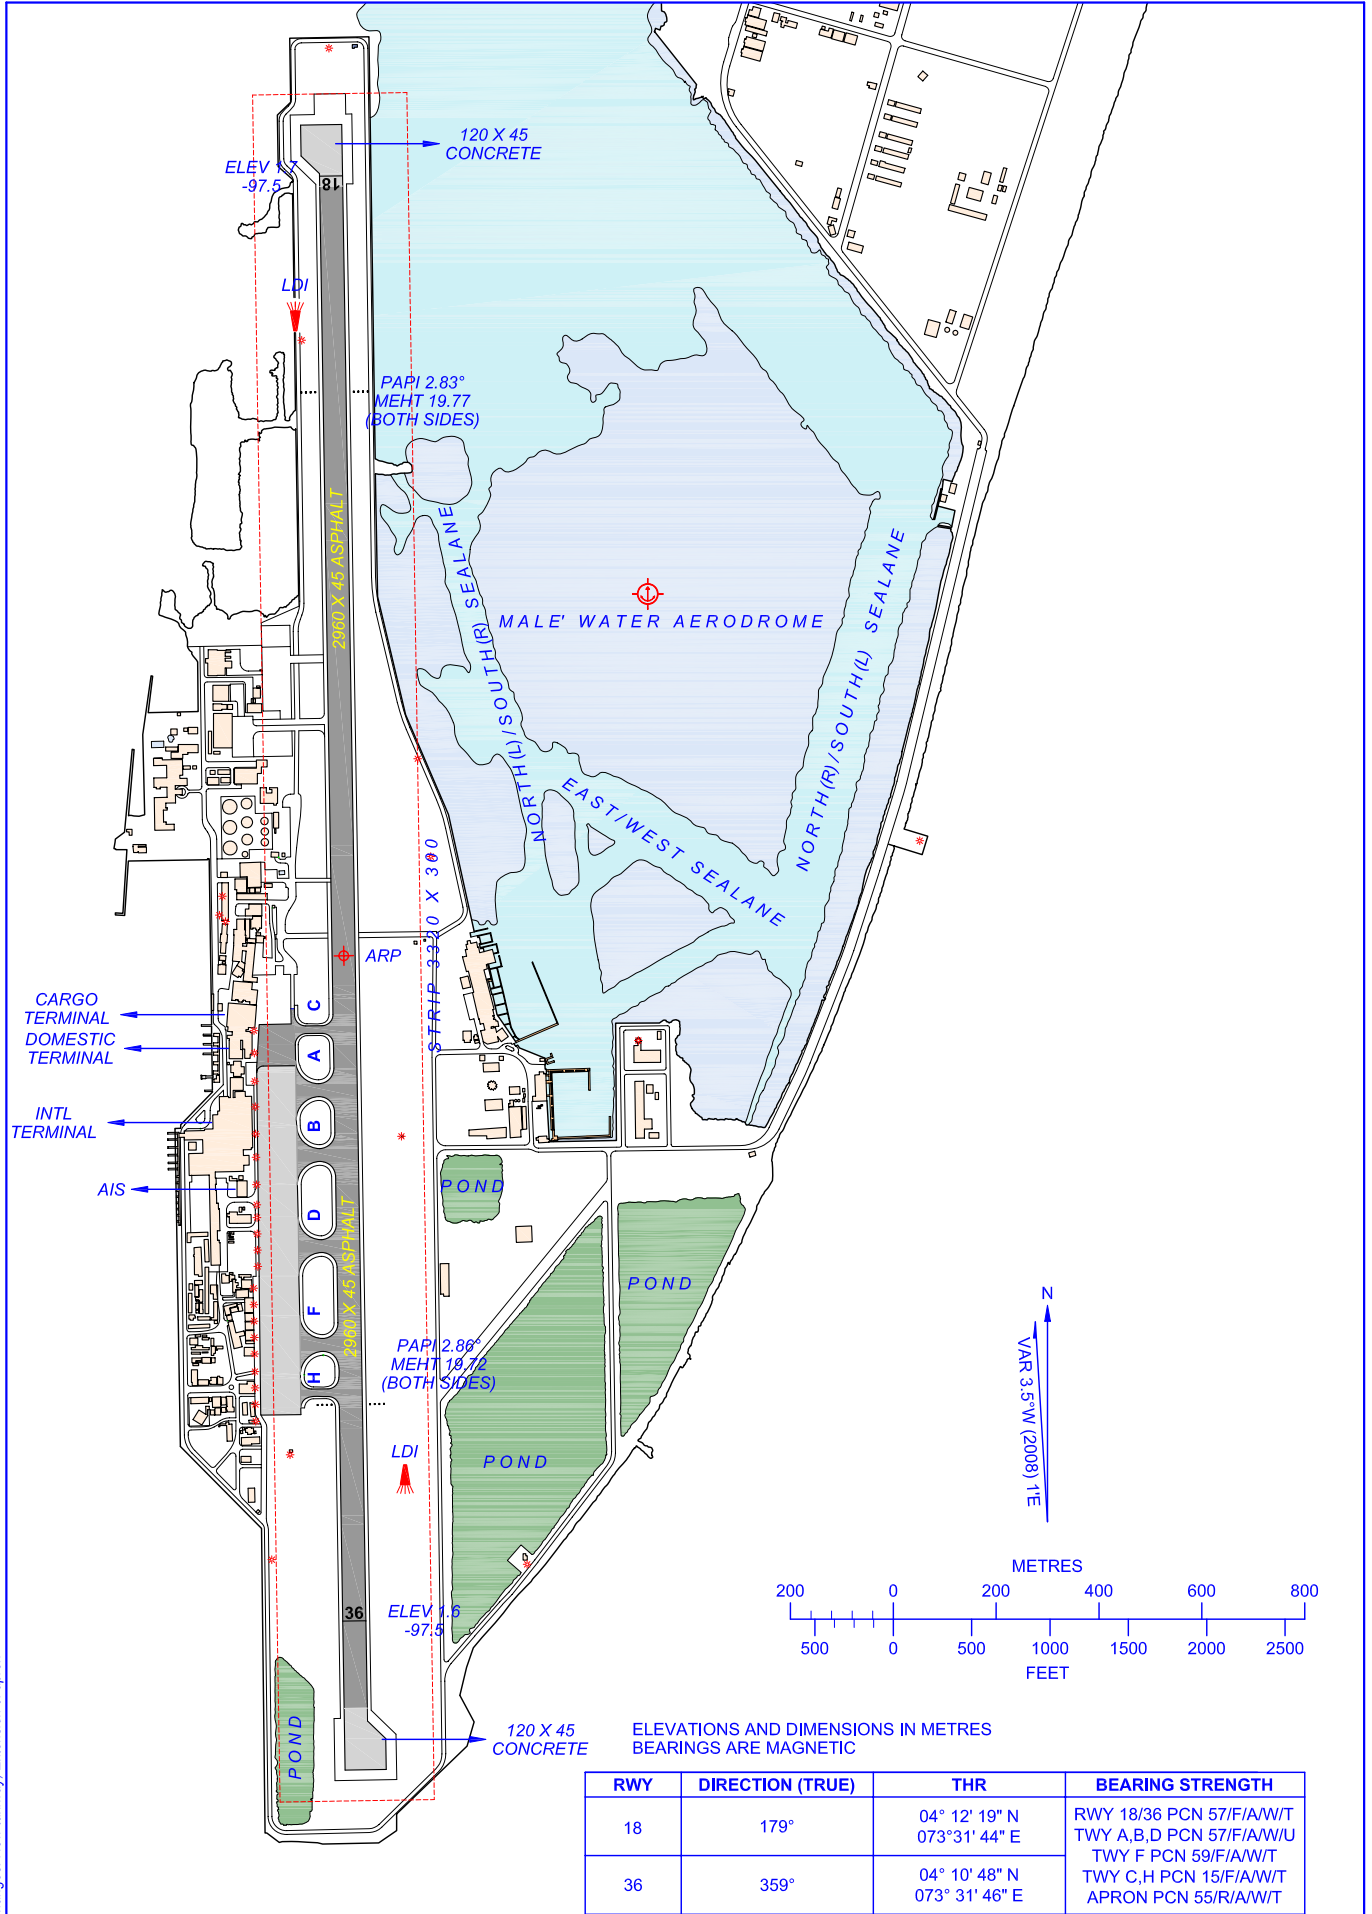 120 X 45
CONCRETE
ELEV 1.7
-97.5
18
LDI
PAPI 2.83°
MEHT 19.77
(BOTH SIDES)
2960 X 45 ASPHALT
NORTH(L)/SOUTH(R) SEALANE
MALE' WATER AERODROME
NORTH(R)/SOUTH(L) SEALANE
EAST/WEST SEALANE
STRIP 3320 X 300
ARP
CARGO
TERMINAL
DOMESTIC
TERMINAL
INTL
TERMINAL
AIS
C
A
B
D
F
H
2960 X 45 ASPHALT
POND
POND
POND
PAPI 2.86°
MEHT 19.72
(BOTH SIDES)
LDI
36
ELEV 1.6
-97.5
POND
120 X 45
CONCRETE
N
VAR 3.5°W (2008) 1'E
METRES
200 0 200 400 600 800
500 0 500 1000 1500 2000 2500
FEET
ELEVATIONS AND DIMENSIONS IN METRES
BEARINGS ARE MAGNETIC
RWY DIRECTION (TRUE) THR BEARING STRENGTH
18 179° 04° 12' 19" N
073°31' 44" E
36 359° 04° 10' 48" N
073° 31' 46" E
RWY 18/36 PCN 57/F/A/W/T
TWY A,B,D PCN 57/F/A/W/U
TWY F PCN 59/F/A/W/T
TWY C,H PCN 15/F/A/W/T
APRON PCN 55/R/A/W/T